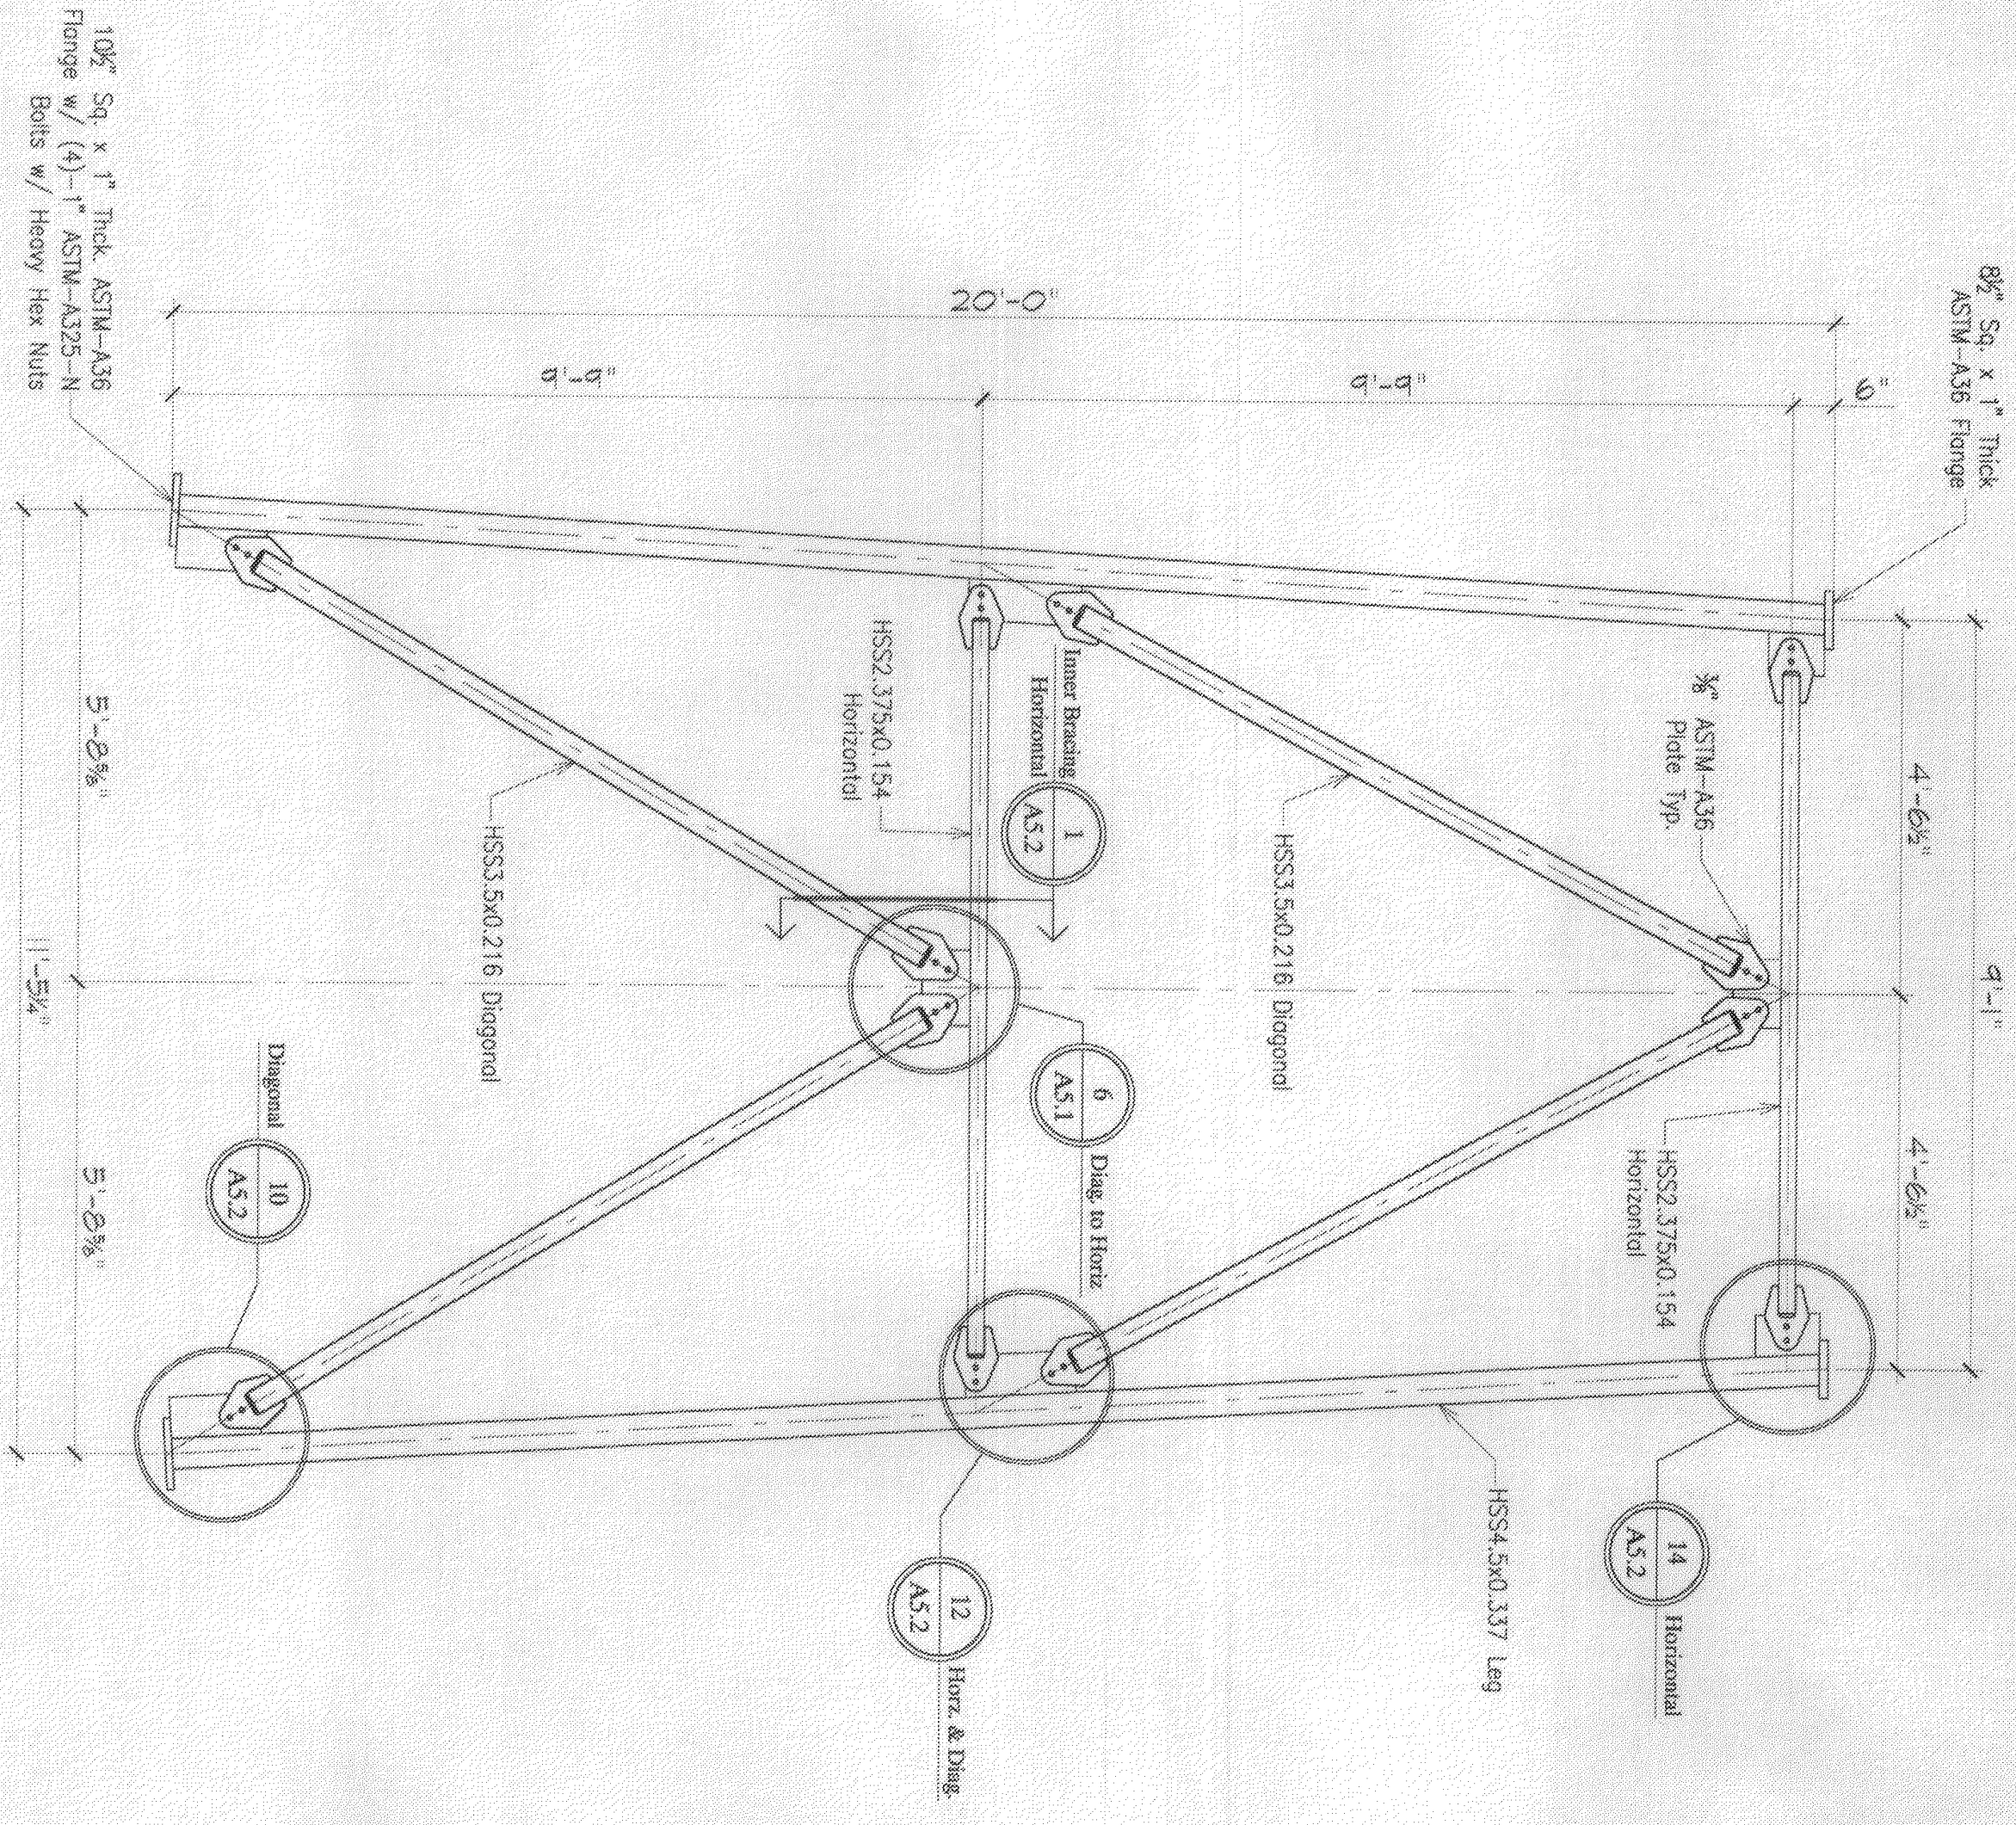 8½" Sq. x 1" Thick
ASTM-A36 Flange
9'-1"
4'-6½"
4'-6½"
6"
9'-9"
9'-9"
20'-0"
⅜" ASTM-A36
Plate Typ.
HSS2.375x0.154
Horizontal
14
A5.2
Horizontal
HSS4.5x0.337 Leg
HSS3.5x0.216 Diagonal
Inner Bracing
Horizontal
1
A5.2
6
A5.1
Diag. to Horiz
HSS2.375x0.154
Horizontal
12
A5.2
Horz. & Diag.
HSS3.5x0.216 Diagonal
Diagonal
10
A5.2
5'-8⅝"
5'-8⅝"
11'-5¼"
10½" Sq. x 1" Thck. ASTM-A36
Flange w/ (4)-1" ASTM-A325-N
Bolts w/ Heavy Hex Nuts